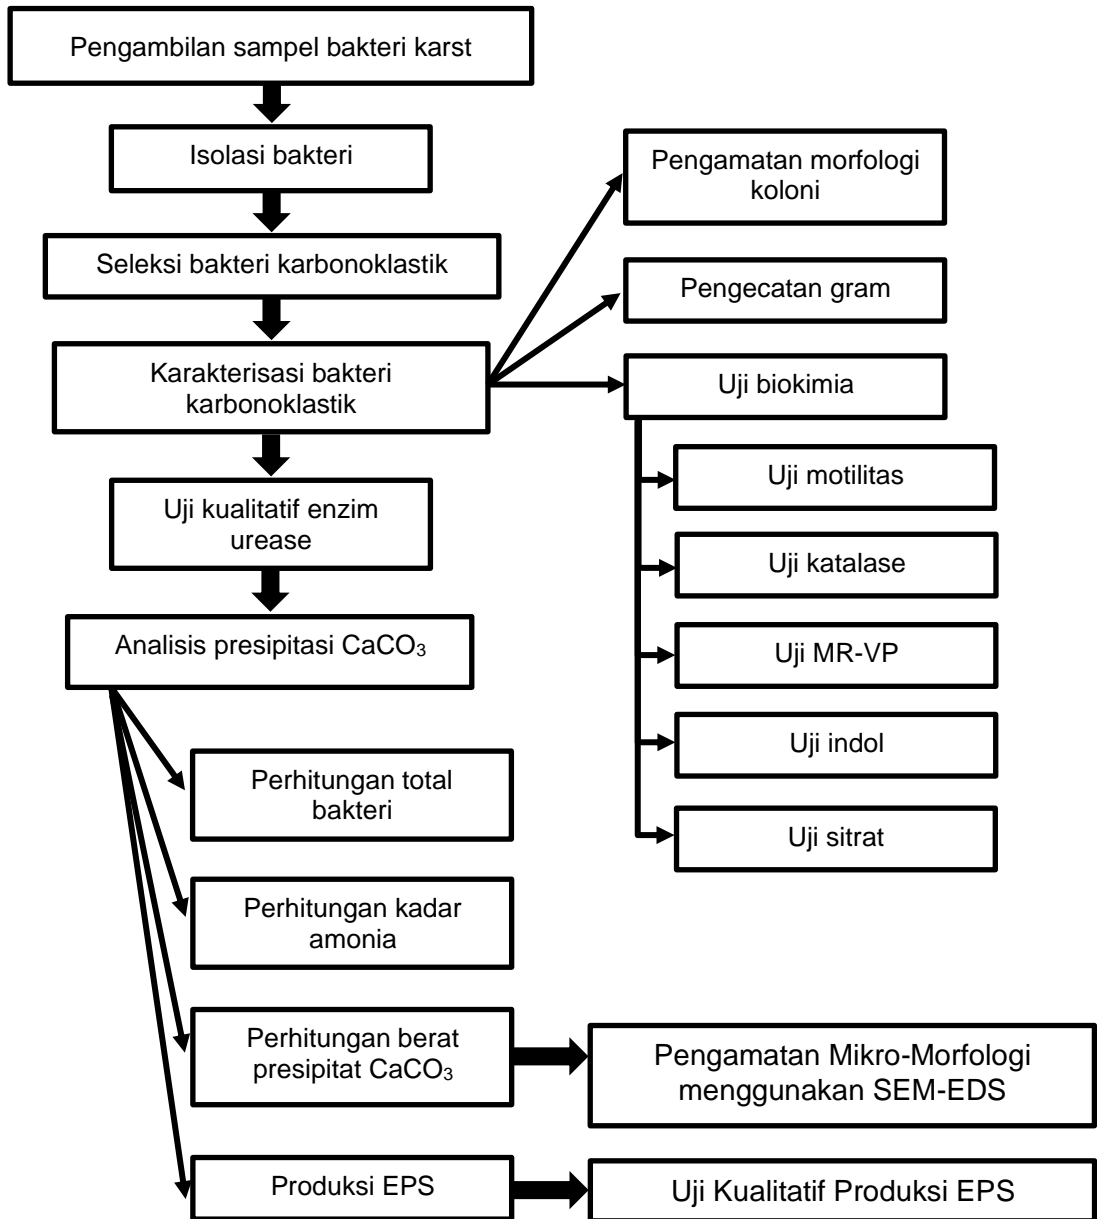 Pengambilan sampel bakteri karst
Isolasi bakteri
Seleksi bakteri karbonoklastik
Karakterisasi bakteri
karbonoklastik
Pengamatan morfologi
koloni
Pengecatan gram
Uji biokimia
Uji motilitas
Uji katalase
Uji MR-VP
Uji indol
Uji sitrat
Uji kualitatif enzim
urease
Analisis presipitasi CaCO₃
Perhitungan total
bakteri
Perhitungan kadar
amonia
Perhitungan berat
presipitat CaCO₃
Pengamatan Mikro-Morfologi
menggunakan SEM-EDS
Produksi EPS
Uji Kualitatif Produksi EPS